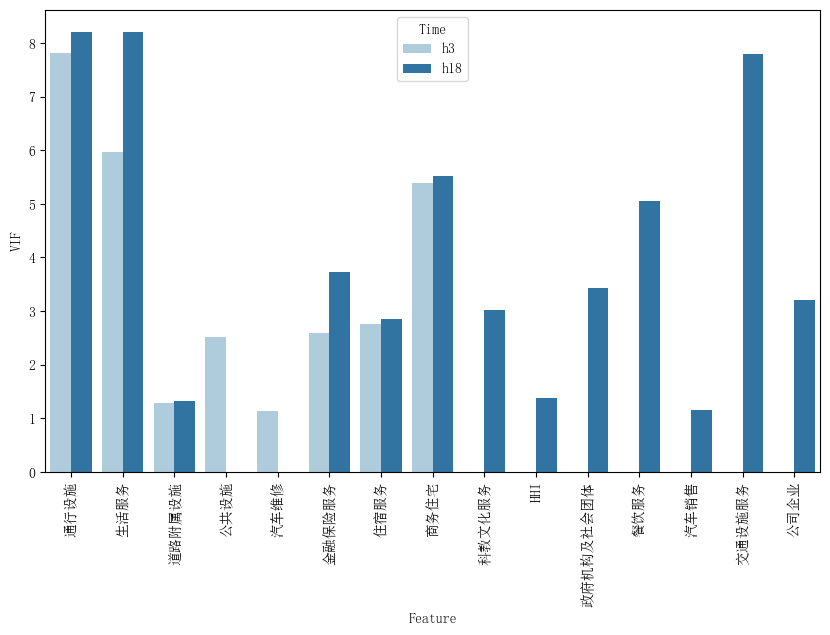 Time
h3
h18
VIF
8
7
6
5
4
3
2
1
0
通行设施
生活服务
道路附属设施
公共设施
汽车维修
金融保险服务
住宿服务
商务住宅
科教文化服务
HHI
政府机构及社会团体
餐饮服务
汽车销售
交通设施服务
公司企业
Feature